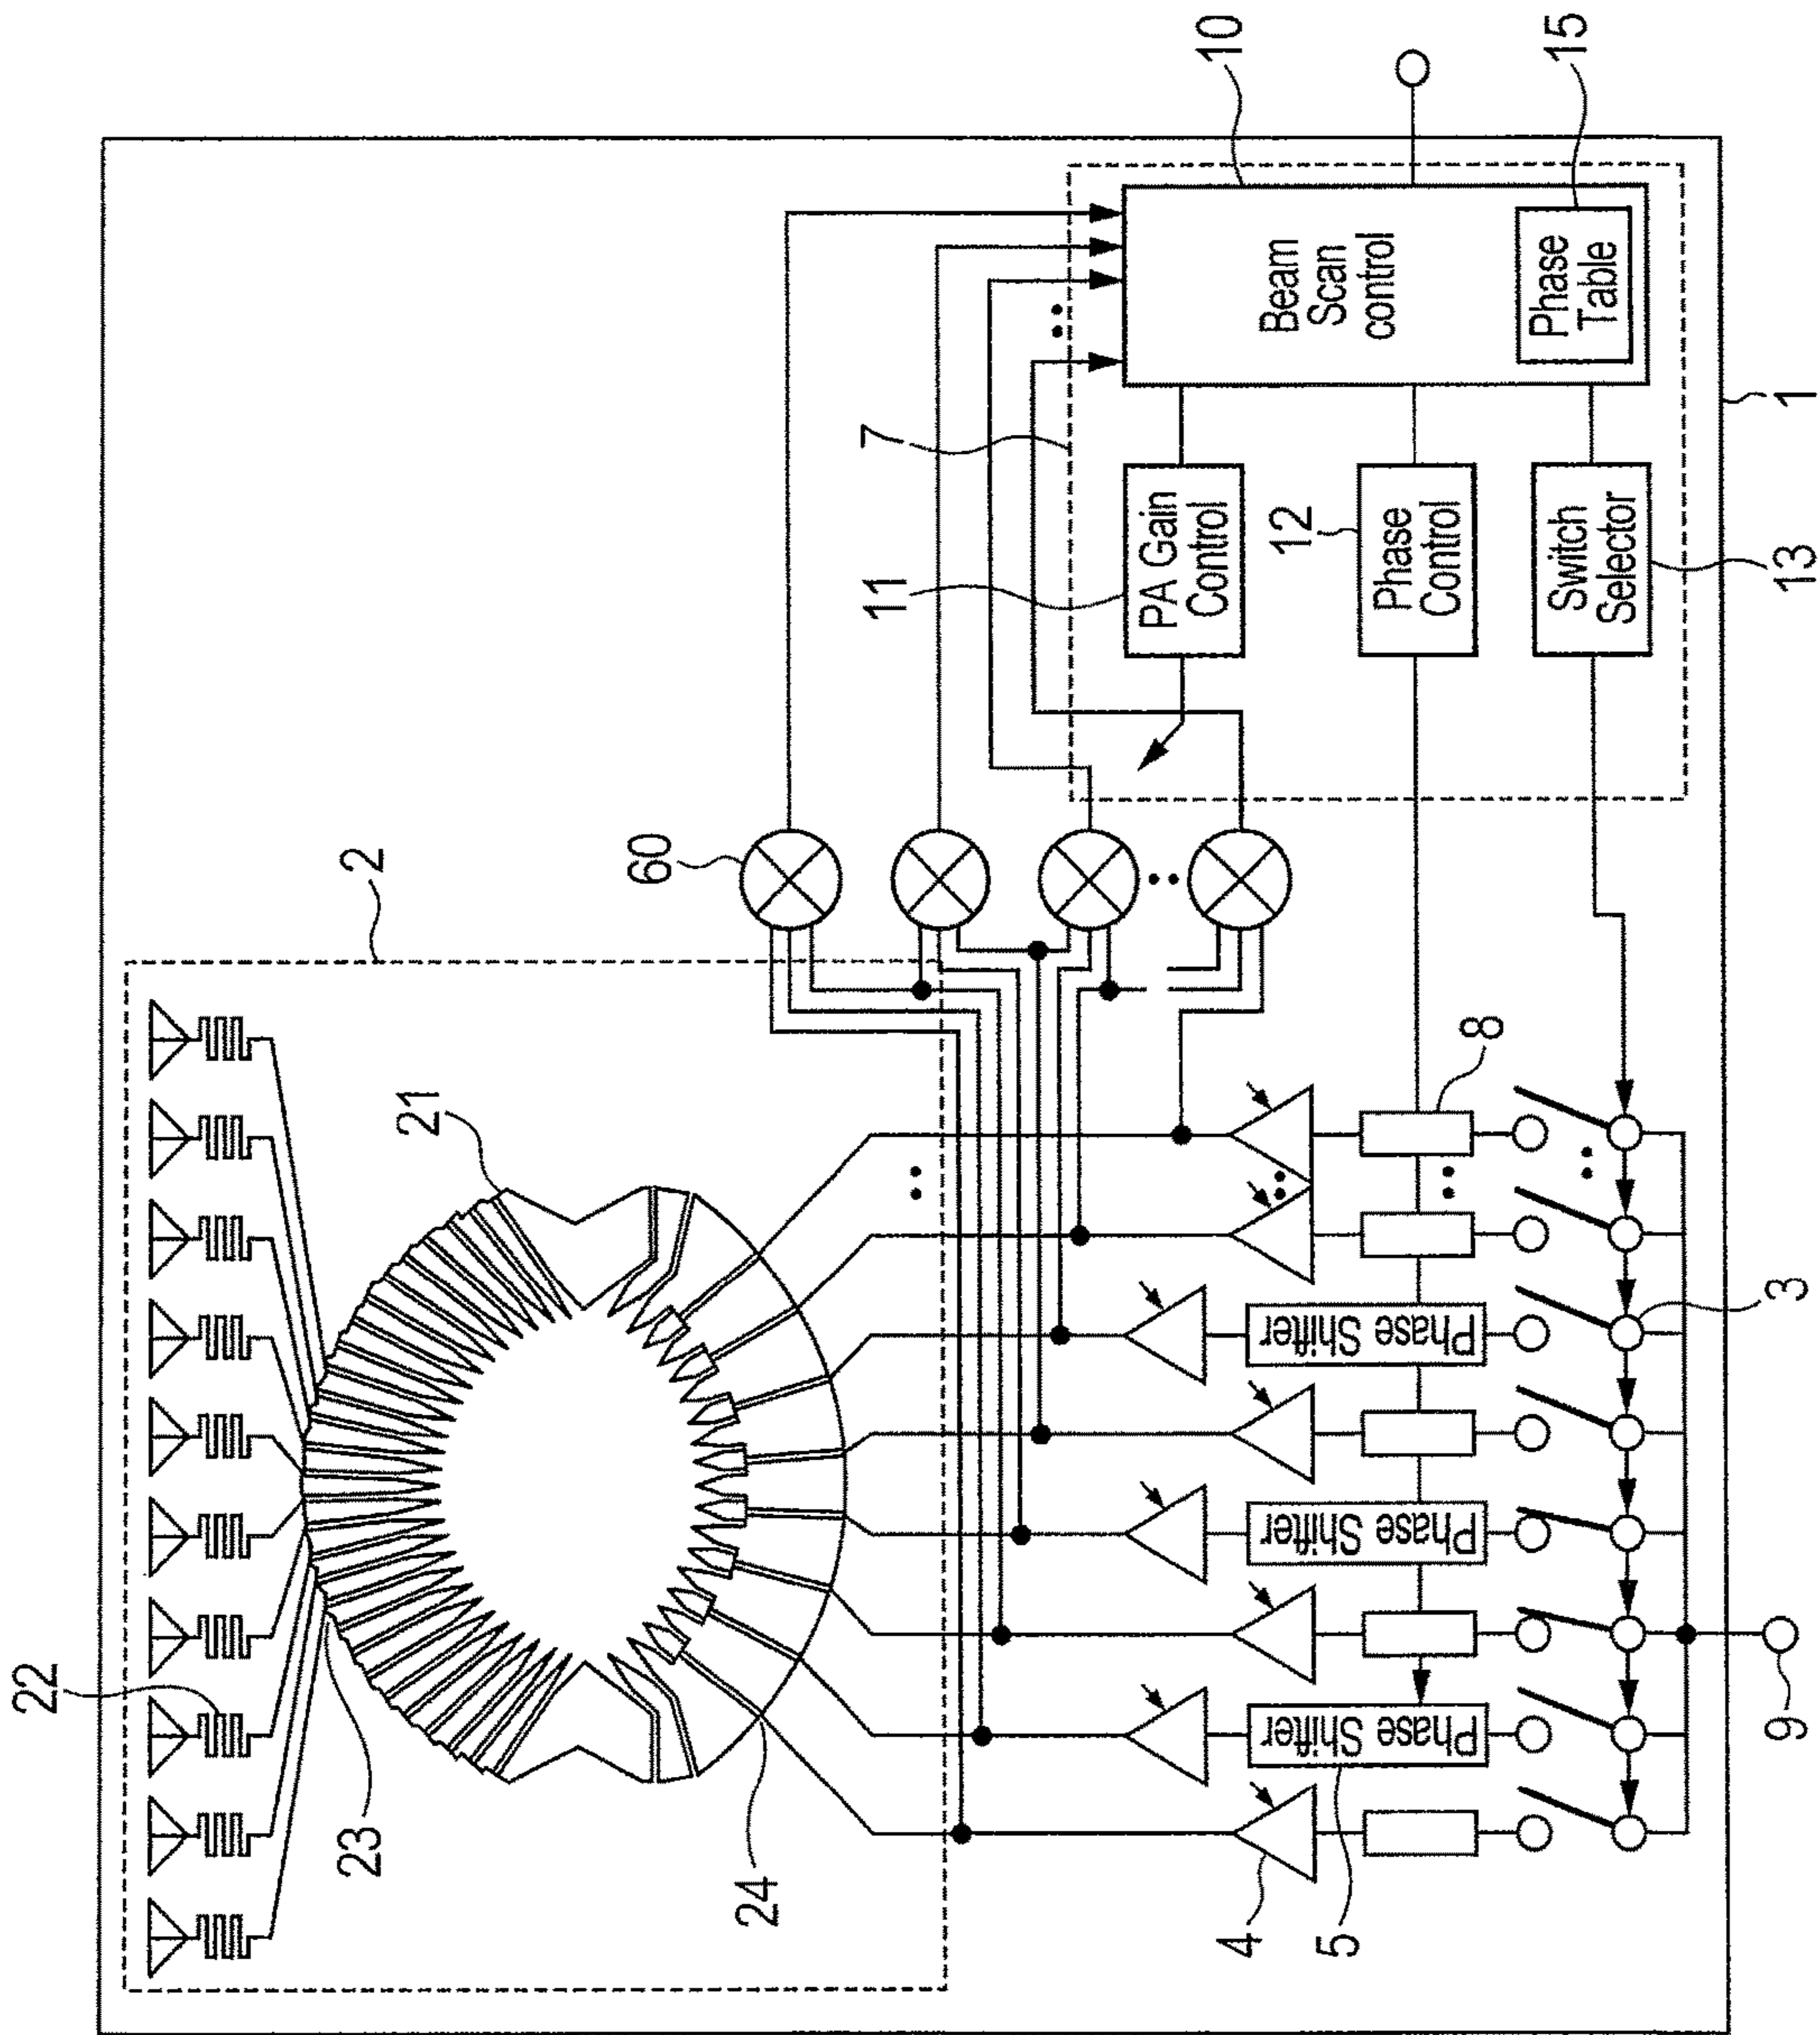 2
22
21
23
24
60
7
10
Beam
Scan
control
15
Phase
Table
11
PA Gain
Control
12
Phase
Control
Switch
Selector
13
1
4
5
Phase Shifter
Phase Shifter
Phase Shifter
8
3
9